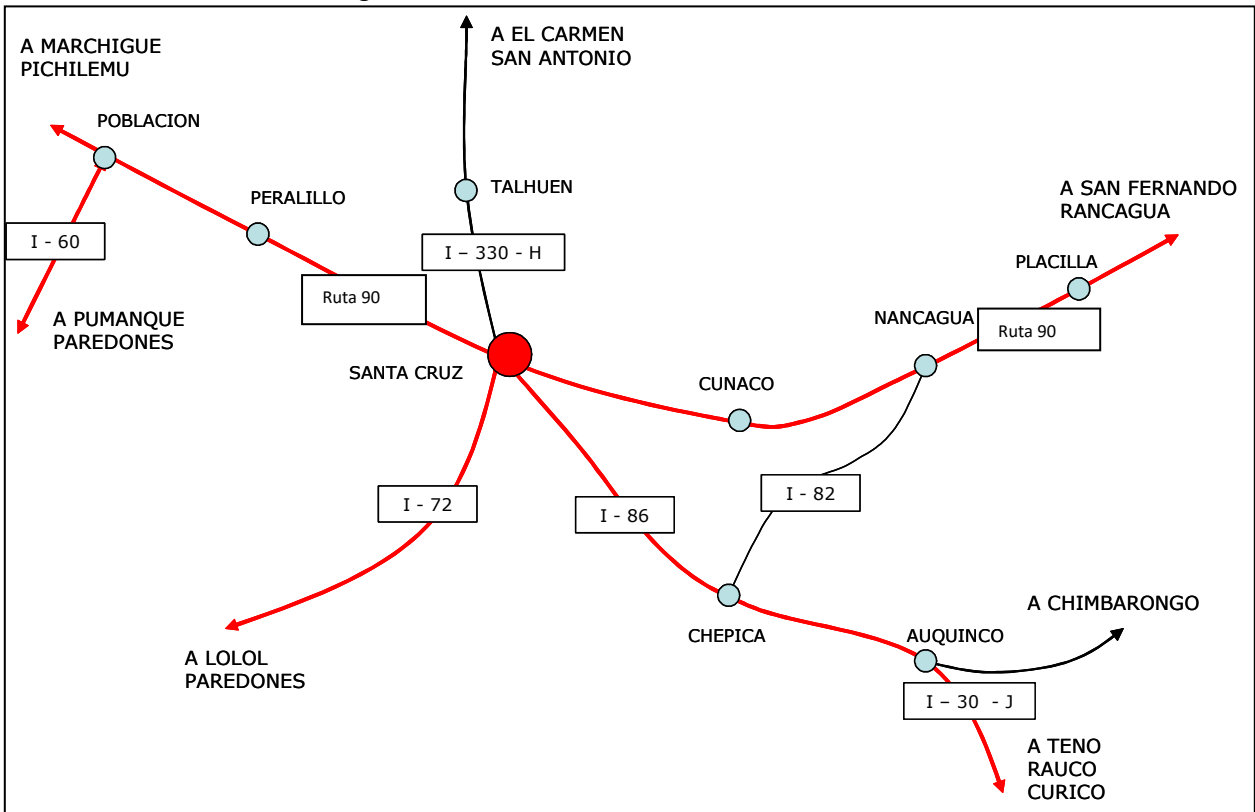 A MARCHIGUE
PICHILEMU
A EL CARMEN
SAN ANTONIO
POBLACION
PERALILLO
TALHUEN
A SAN FERNANDO
RANCAGUA
I - 60
I – 330 - H
PLACILLA
Ruta 90
A PUMANQUE
PAREDONES
NANCAGUA
Ruta 90
SANTA CRUZ
CUNACO
I - 72
I - 86
I - 82
A CHIMBARONGO
CHEPICA
AUQUINCO
A LOLOL
PAREDONES
I – 30 - J
A TENO
RAUCO
CURICO